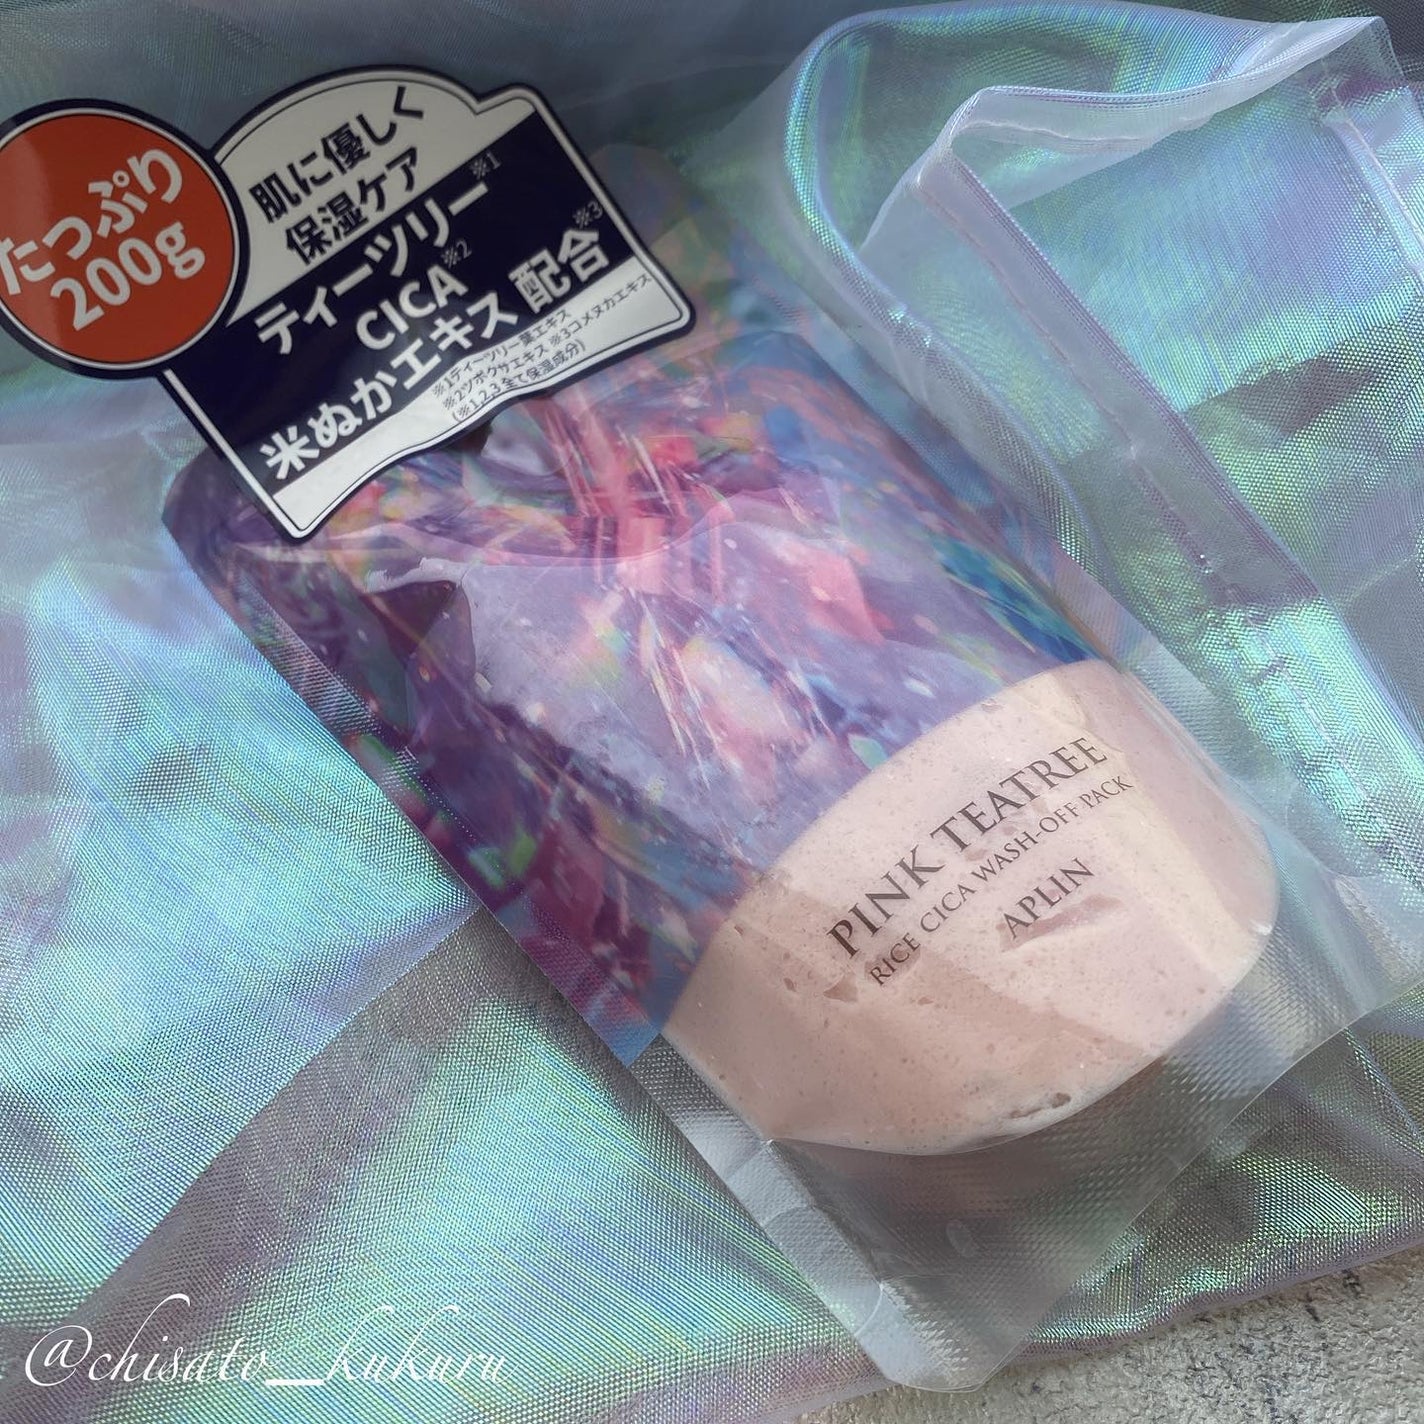 たっぷり
200g
肌に優しく
保湿ケア
ティーツリー※1
CICA※2
米ぬかエキス 配合※3
※1ティーツリー葉エキス
※2ツボクサエキス ※3コメヌカエキス
(※1,2,3全て保湿成分)
PINK TEATREE
RICE CICA WASH-OFF PACK
APLIN
@chisato_kukuru